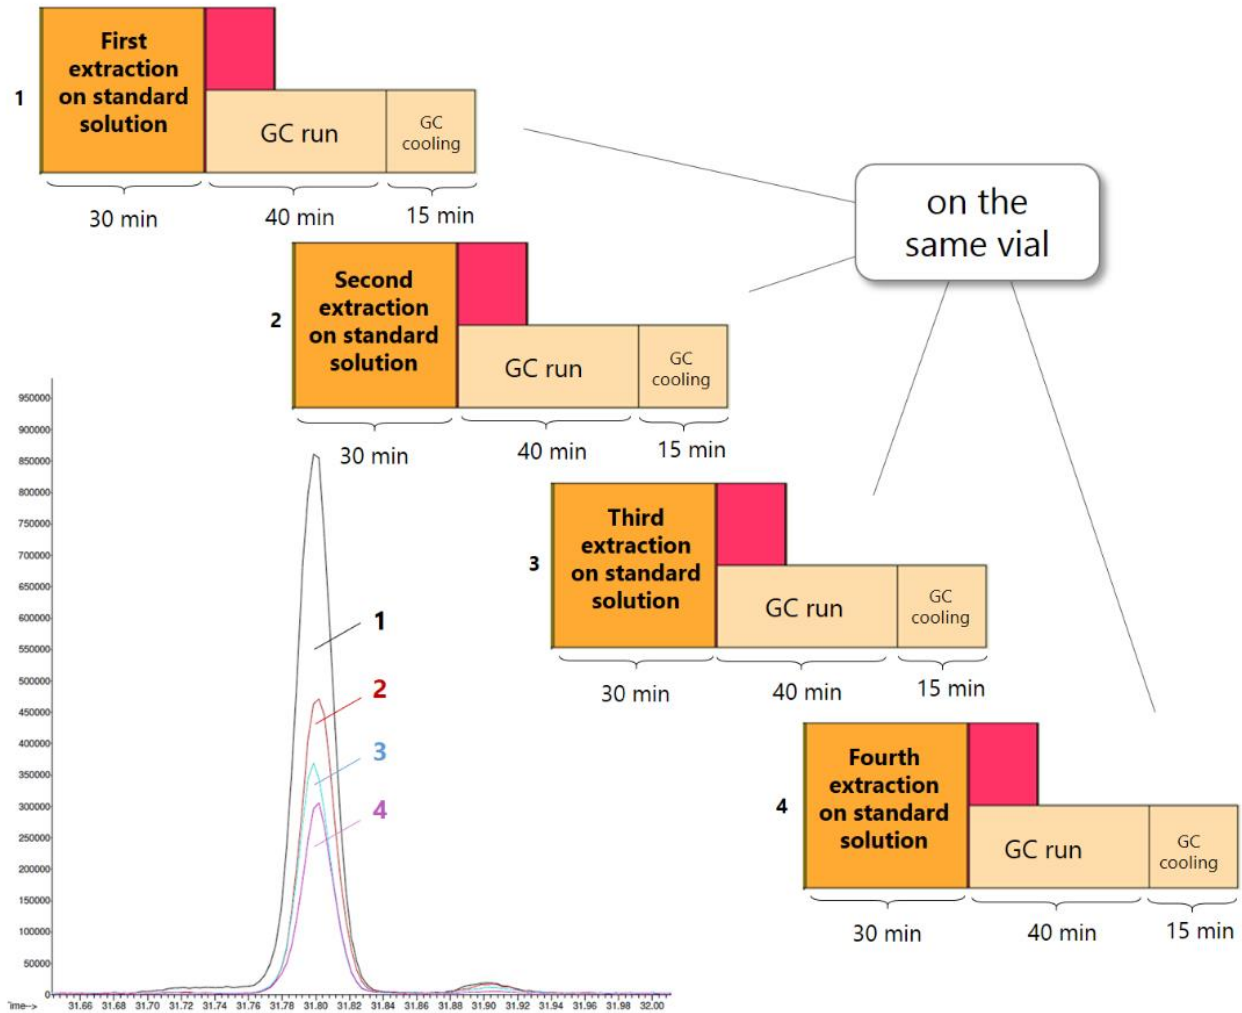 1
First
extraction
on standard
solution
GC run
GC
cooling
30 min
40 min
15 min
on the
same vial
2
Second
extraction
on standard
solution
GC run
GC
cooling
30 min
40 min
15 min
3
Third
extraction
on standard
solution
GC run
GC
cooling
30 min
40 min
15 min
4
Fourth
extraction
on standard
solution
GC run
GC
cooling
30 min
40 min
15 min
950000
900000
850000
800000
750000
700000
650000
600000
550000
500000
450000
400000
350000
300000
250000
200000
150000
100000
50000
0
1
2
3
4
ime-->
31.66 31.68 31.70 31.72 31.74 31.76 31.78 31.80 31.82 31.84 31.86 31.88 31.90 31.92 31.94 31.96 31.98 32.00